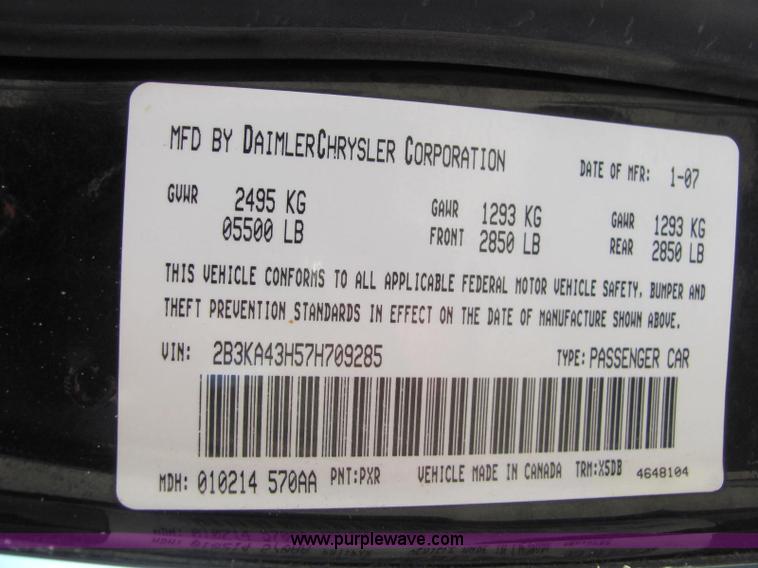 MFD BY DAIMLERCHRYSLER CORPORATION DATE OF MFR: 1-07
GVWR 2495 KG GAWR 1293 KG GAWR 1293 KG
05500 LB FRONT 2850 LB REAR 2850 LB
THIS VEHICLE CONFORMS TO ALL APPLICABLE FEDERAL MOTOR VEHICLE SAFETY, BUMPER AND
THEFT PREVENTION STANDARDS IN EFFECT ON THE DATE OF MANUFACTURE SHOWN ABOVE.
VIN: 2B3KA43H57H709285 TYPE: PASSENGER CAR
MDH: 010214 570AA PNT:PXR VEHICLE MADE IN CANADA TRM:X5DB 4648104
www.purplewave.com